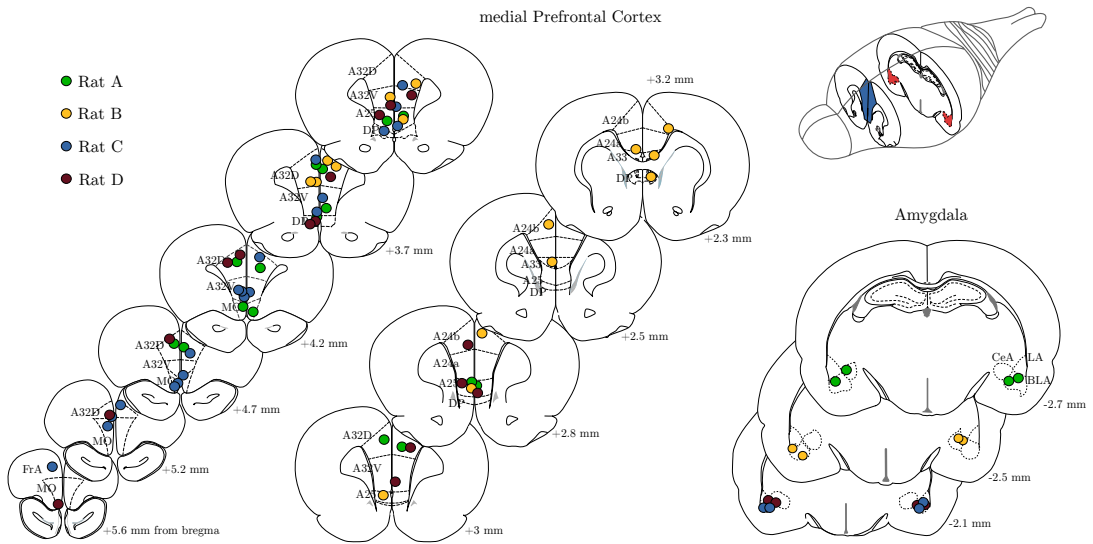 medial Prefrontal Cortex
Rat A
Rat B
Rat C
Rat D
A32D
A32V
A25
DP
A32D
A32V
DP
+3.7 mm
A32D
A32V
MO
+4.2 mm
A32D
A32V
MO
+4.7 mm
A32D
MO
+5.2 mm
FrA
MO
+5.6 mm from bregma
+3.2 mm
A24b
A24a
A33
DP
+2.3 mm
A24b
A24a
A33
A25
DP
+2.5 mm
A24b
A24a
A25
DP
+2.8 mm
A32D
A32V
A25
+3 mm
Amygdala
CeA
LA
BLA
-2.7 mm
-2.5 mm
-2.1 mm